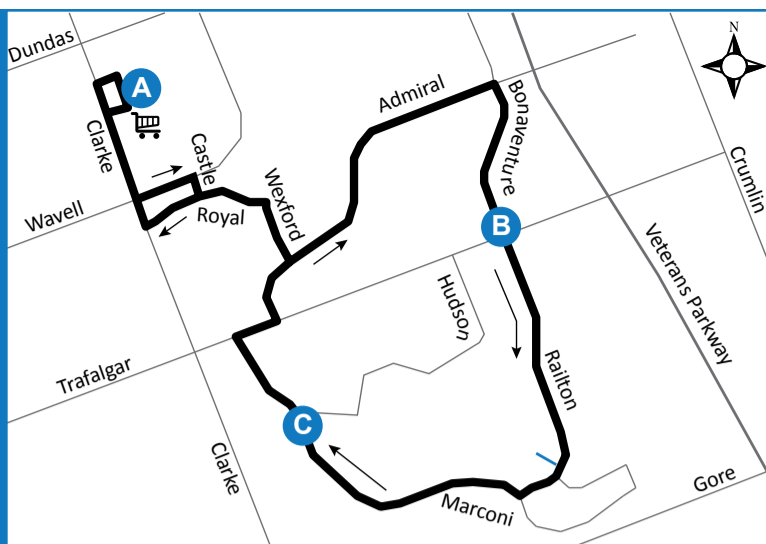 Dundas
N
A
Clarke
Admiral
Bonaventure
Castle
Crumlin
Wavell
Royal
Wexford
B
Veterans Parkway
Hudson
Trafalgar
Railton
C
Clarke
Marconi
Gore